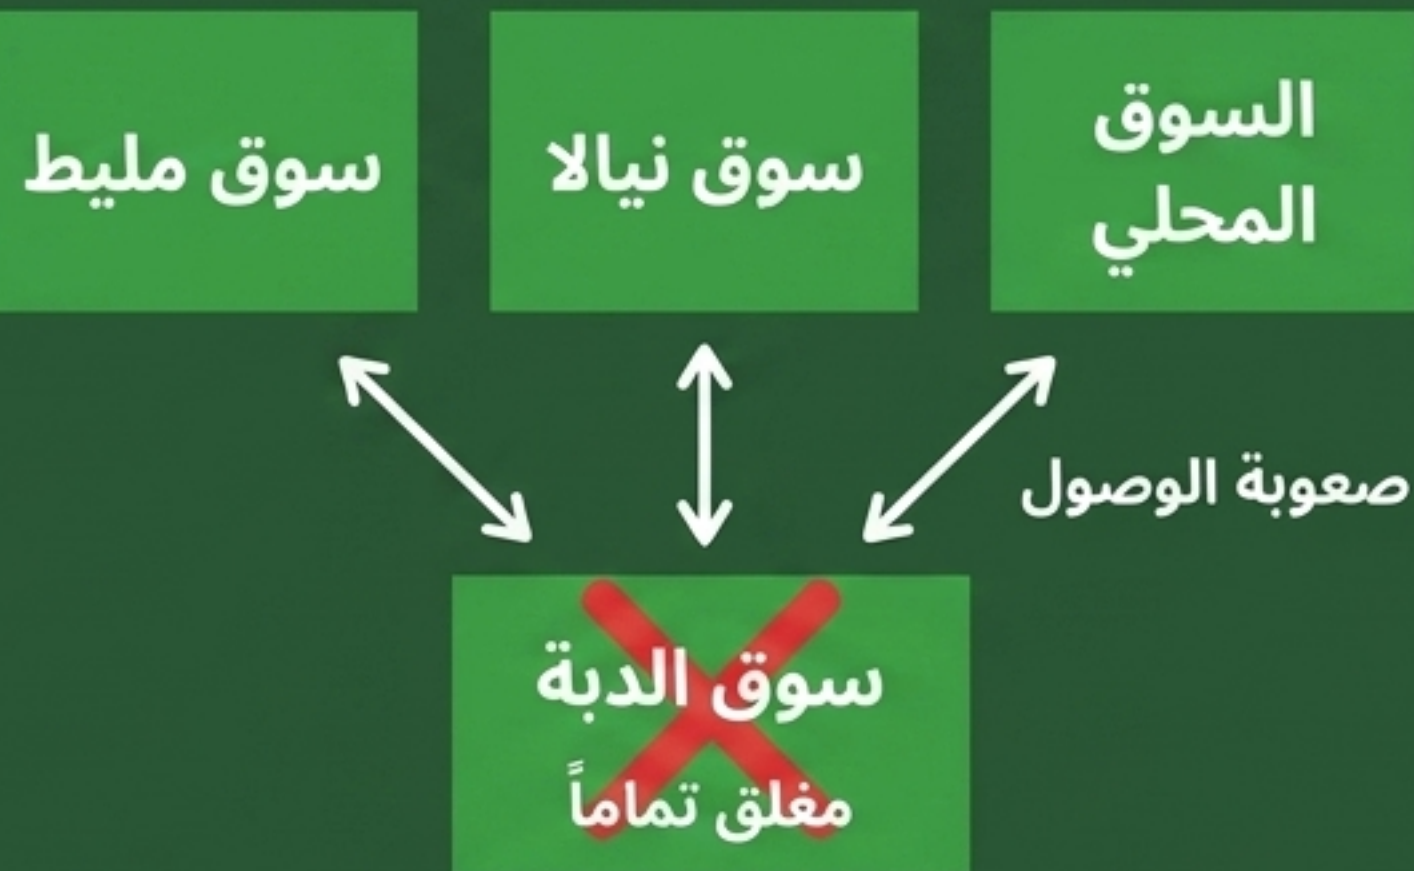 السوق
المحلي
سوق نيالا
سوق مليط
صعوبة الوصول
سوق الدبة
مغلق تماماً